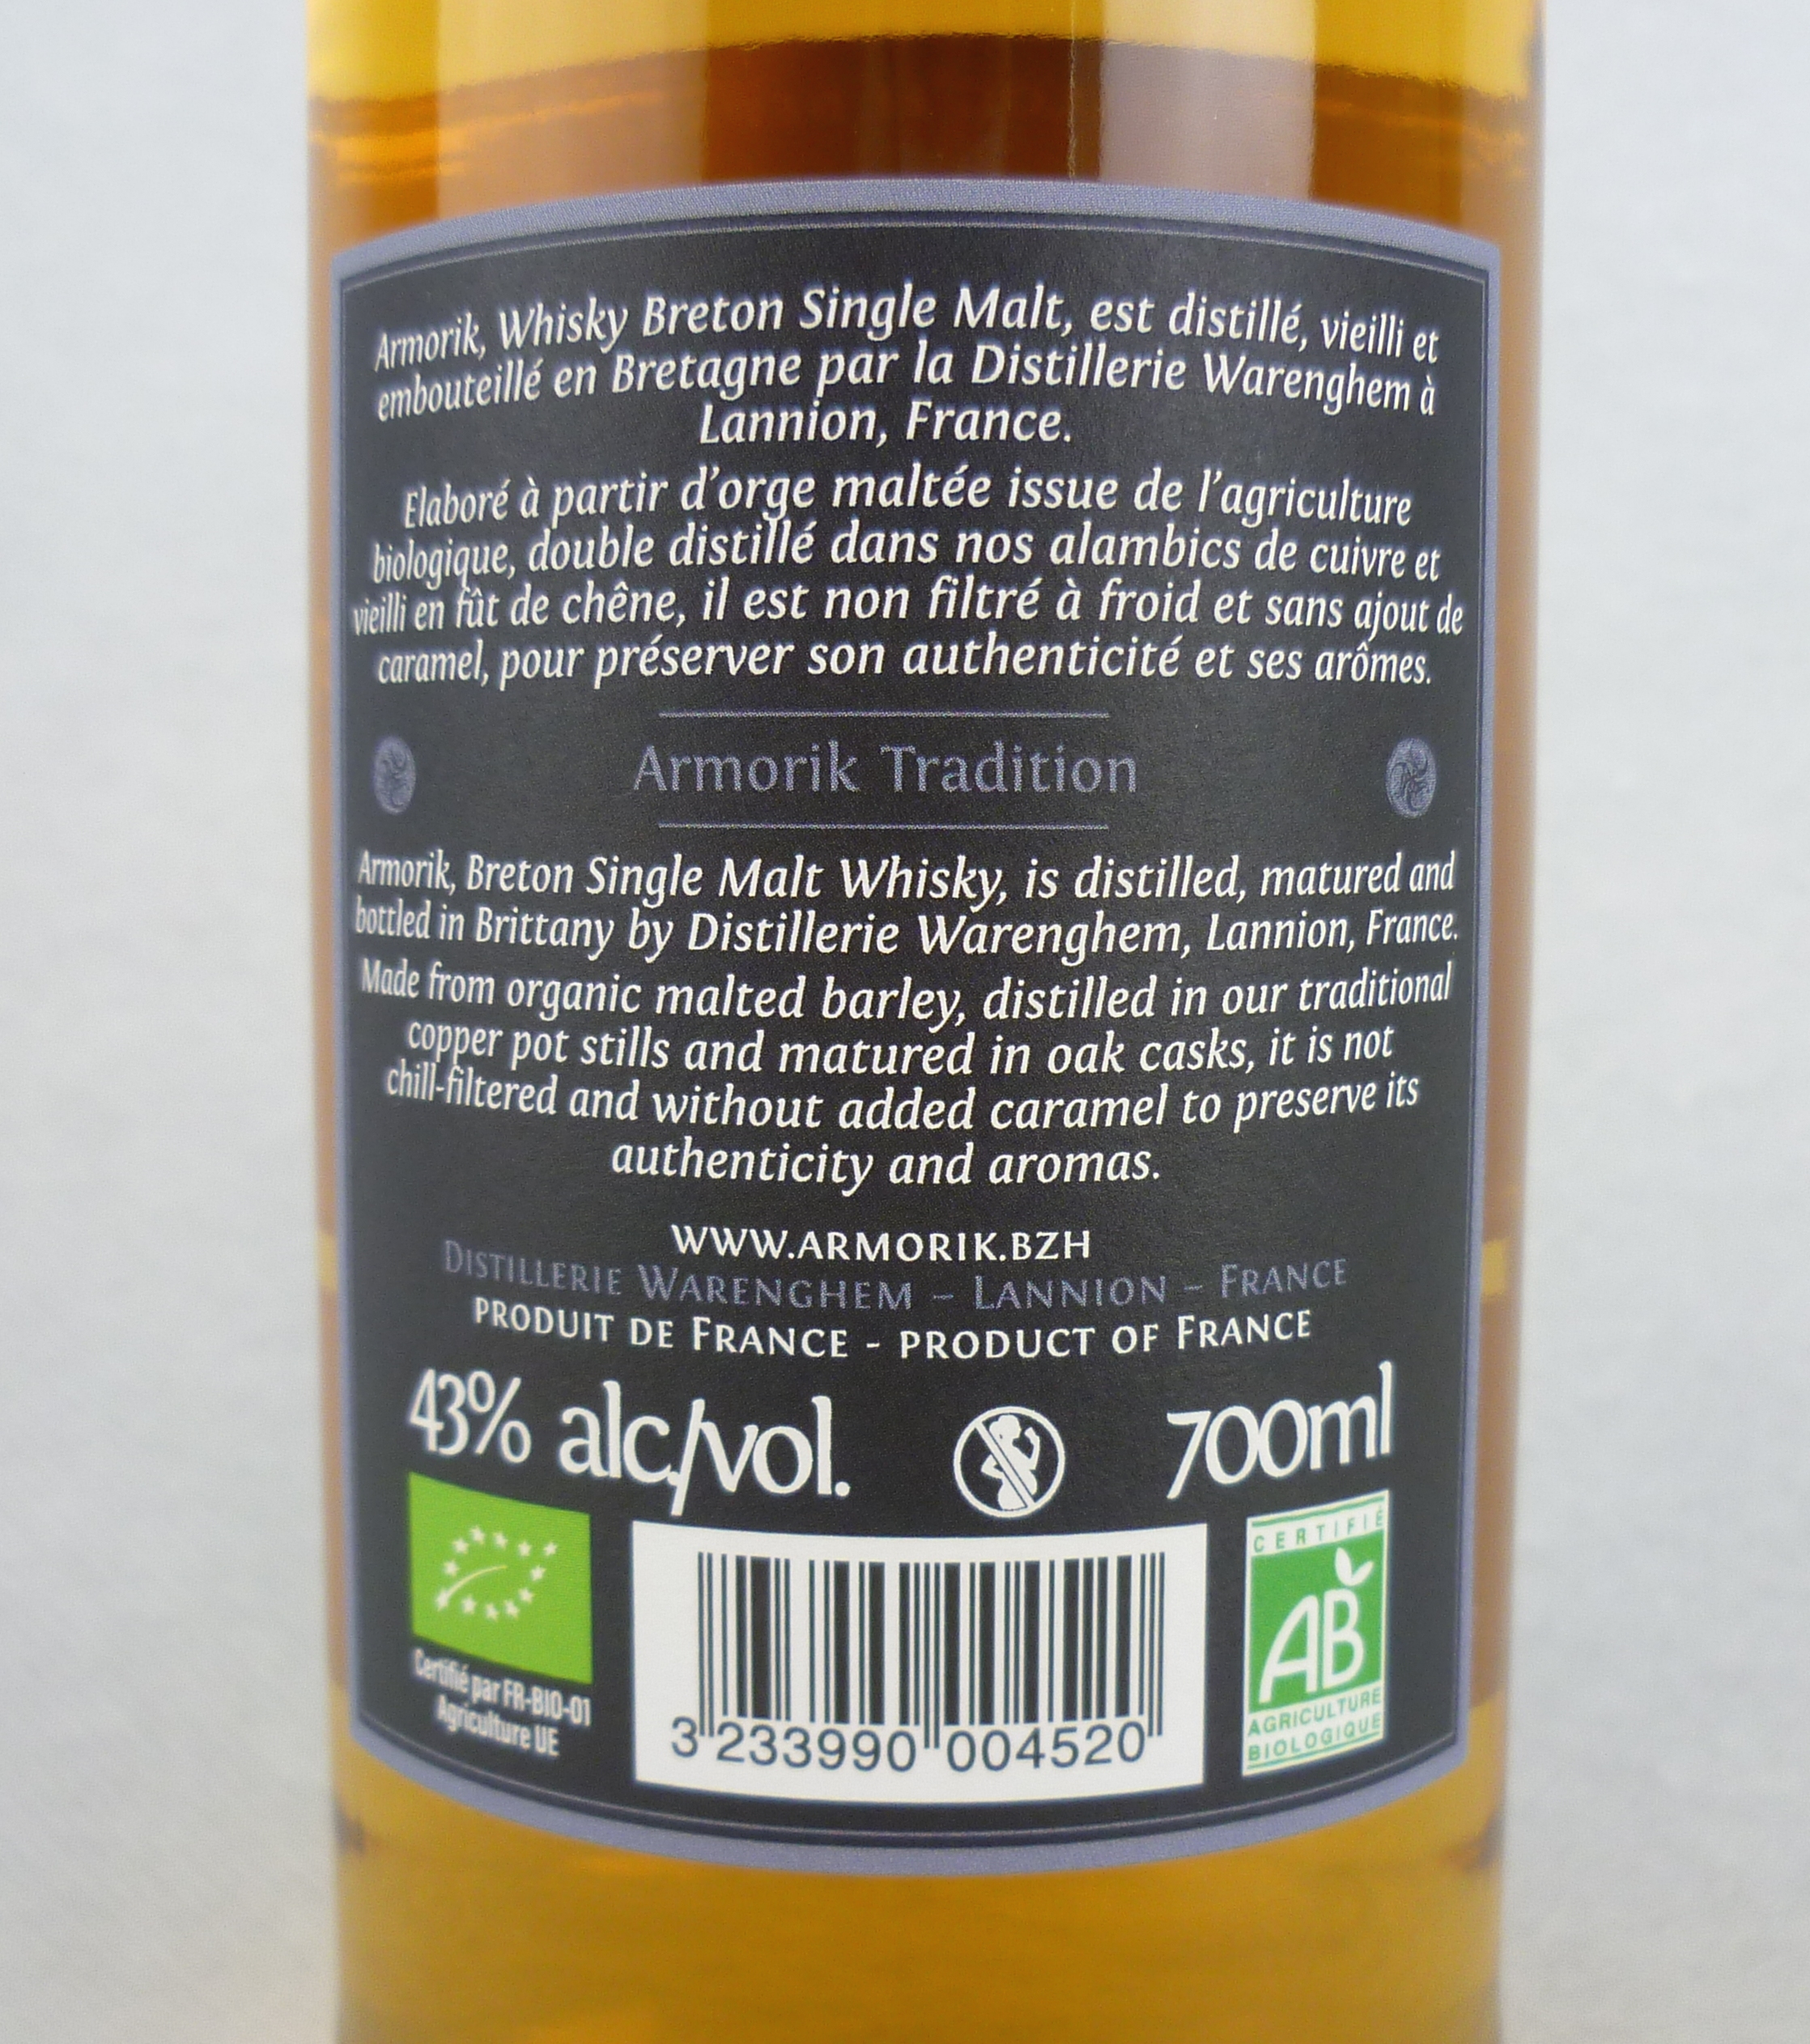 Armorik, Whisky Breton Single Malt, est distillé, vieilli et
embouteillé en Bretagne par la Distillerie Warenghem à
Lannion, France.
Elaboré à partir d'orge maltée issue de l'agriculture
biologique, double distillé dans nos alambics de cuivre et
vieilli en fût de chêne, il est non filtré à froid et sans ajout de
caramel, pour préserver son authenticité et ses arômes.
Armorik Tradition
Armorik, Breton Single Malt Whisky, is distilled, matured and
bottled in Brittany by Distillerie Warenghem, Lannion, France.
Made from organic malted barley, distilled in our traditional
copper pot stills and matured in oak casks, it is not
chill-filtered and without added caramel to preserve its
authenticity and aromas.
WWW.ARMORIK.BZH
DISTILLERIE WARENGHEM – LANNION – FRANCE
PRODUIT DE FRANCE - PRODUCT OF FRANCE
43% alc/vol.
700ml
Certifié par FR-BIO-01
Agriculture UE
3 233990 004520
CERTIFIÉ
AB
AGRICULTURE
BIOLOGIQUE